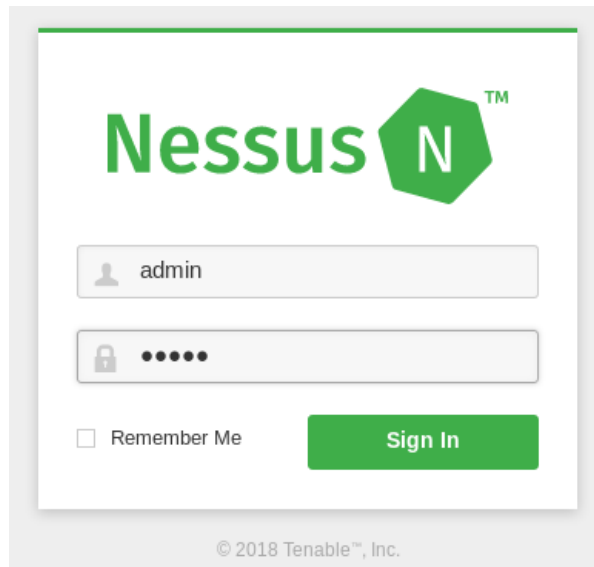 Nessus N ™
admin
•••••
Remember Me
Sign In
© 2018 Tenable™, Inc.